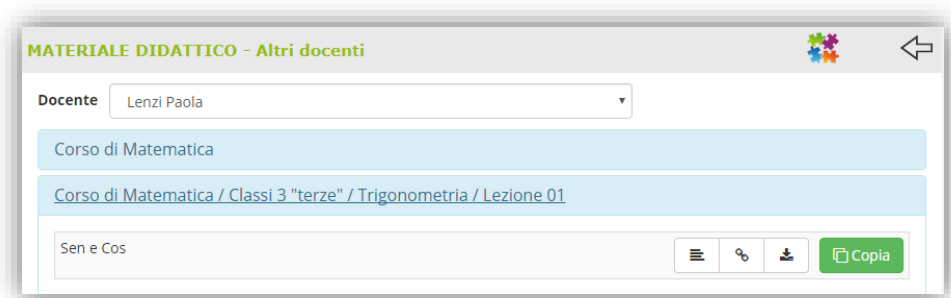 MATERIALE DIDATTICO - Altri docenti
Docente Lenzi Paola
Corso di Matematica
Corso di Matematica / Classi 3 "terze" / Trigonometria / Lezione 01
Sen e Cos Copia